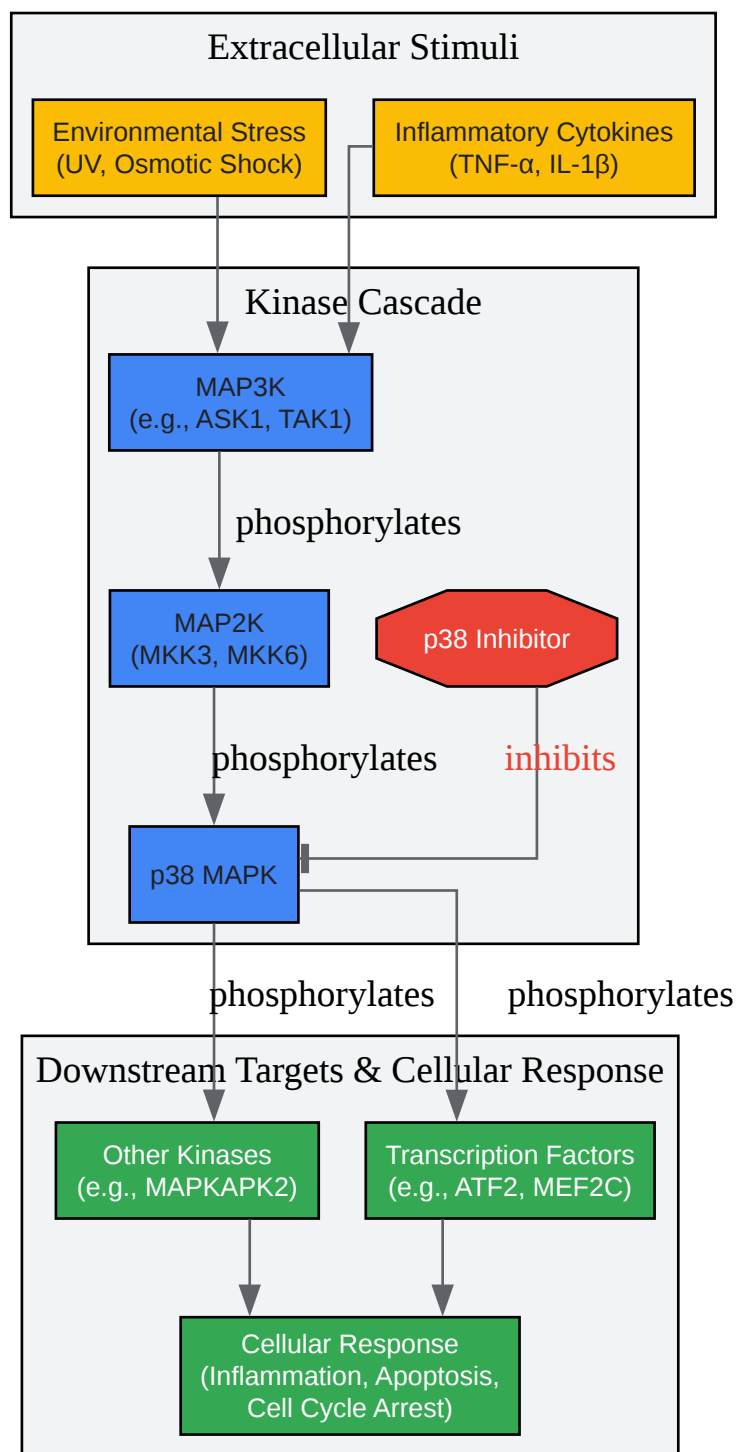 Extracellular Stimuli
Environmental Stress
(UV, Osmotic Shock)
Inflammatory Cytokines
(TNF-α, IL-1β)
Kinase Cascade
MAP3K
(e.g., ASK1, TAK1)
phosphorylates
MAP2K
(MKK3, MKK6)
p38 Inhibitor
phosphorylates
inhibits
p38 MAPK
phosphorylates
phosphorylates
Downstream Targets & Cellular Response
Other Kinases
(e.g., MAPKAPK2)
Transcription Factors
(e.g., ATF2, MEF2C)
Cellular Response
(Inflammation, Apoptosis,
Cell Cycle Arrest)